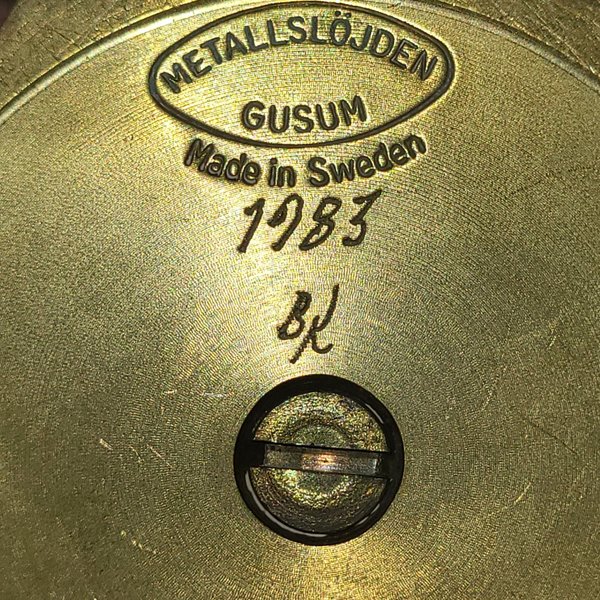 METALLSLÖJDEN
GUSUM
Made in Sweden
1983
BK